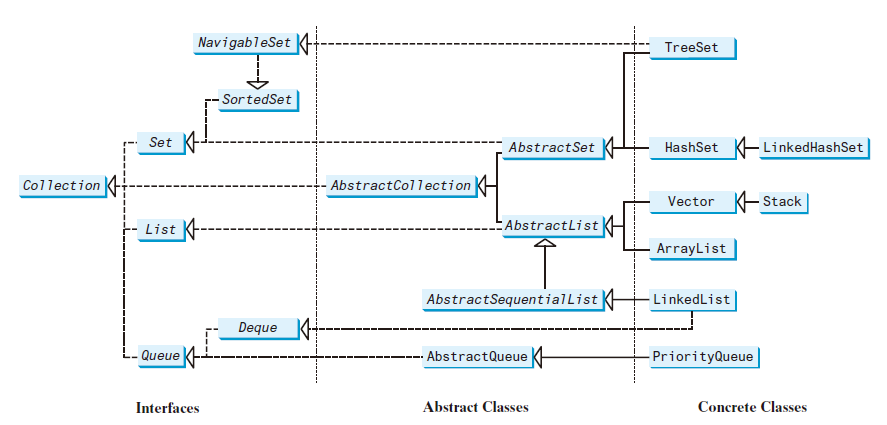 NavigableSet
TreeSet
SortedSet
Set
AbstractSet
HashSet
LinkedHashSet
Collection
AbstractCollection
Vector
Stack
List
AbstractList
ArrayList
AbstractSequentialList
LinkedList
Deque
Queue
AbstractQueue
PriorityQueue
Interfaces
Abstract Classes
Concrete Classes